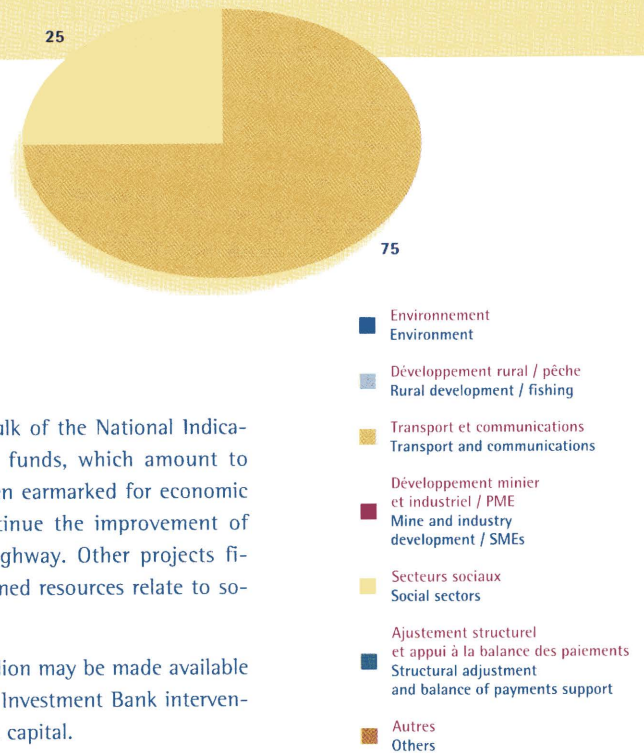 25
75
Environnement
Environment
Développement rural / pêche
Rural development / fishing
Transport et communications
Transport and communications
Développement minier
et industriel / PME
Mine and industry
development / SMEs
Secteurs sociaux
Social sectors
Ajustement structurel
et appui à la balance des paiements
Structural adjustment
and balance of payments support
Autres
Others
ulk of the National Indica-
funds, which amount to
en earmarked for economic
tinue the improvement of
ghway. Other projects fi-
med resources relate to so-
lion may be made available
Investment Bank interven-
capital.